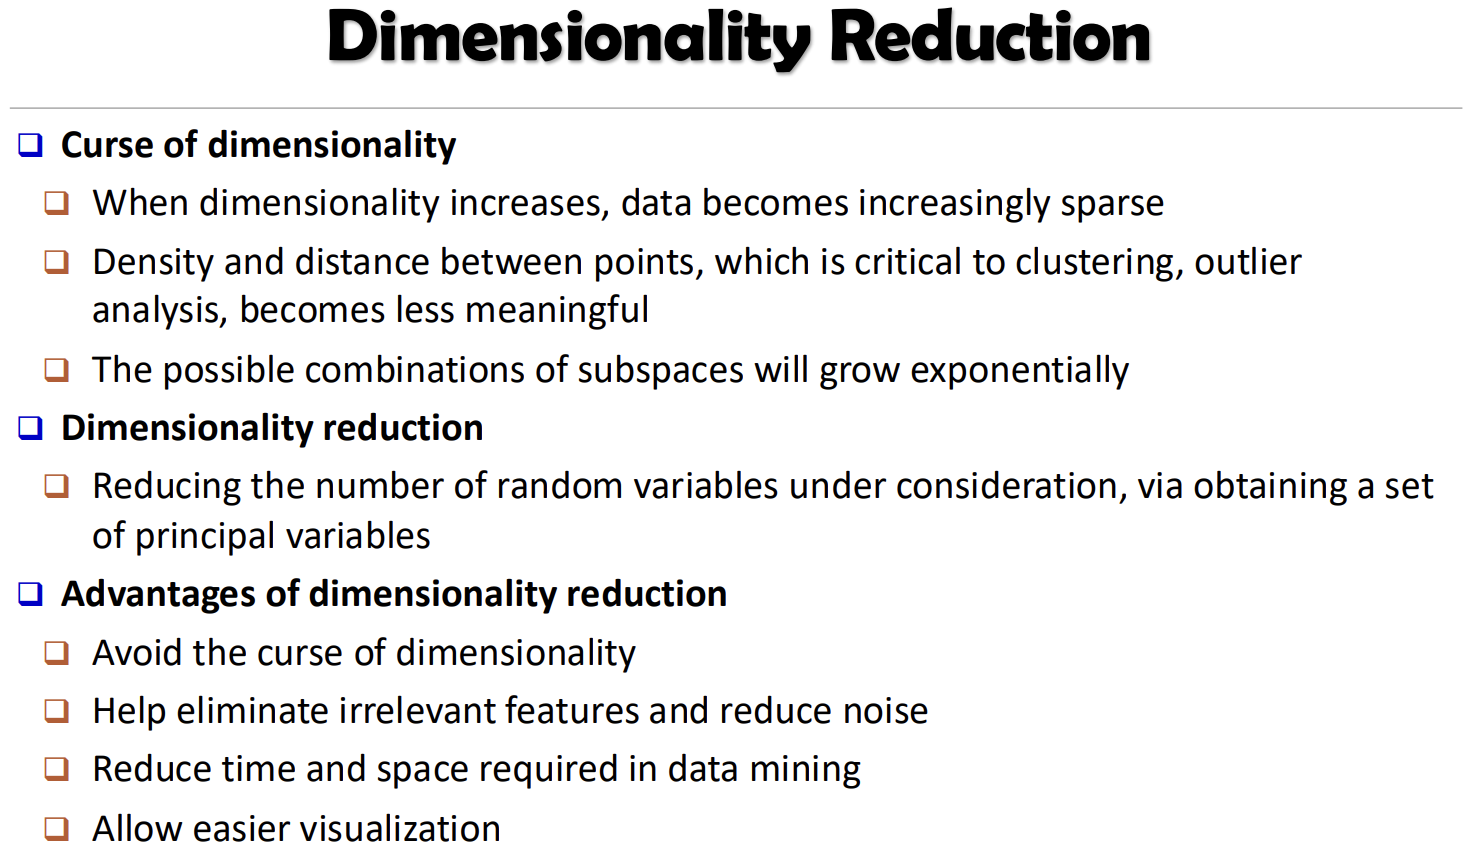 Dimensionality Reduction
Curse of dimensionality
When dimensionality increases, data becomes increasingly sparse
Density and distance between points, which is critical to clustering, outlier
analysis, becomes less meaningful
The possible combinations of subspaces will grow exponentially
Dimensionality reduction
Reducing the number of random variables under consideration, via obtaining a set
of principal variables
Advantages of dimensionality reduction
Avoid the curse of dimensionality
Help eliminate irrelevant features and reduce noise
Reduce time and space required in data mining
Allow easier visualization